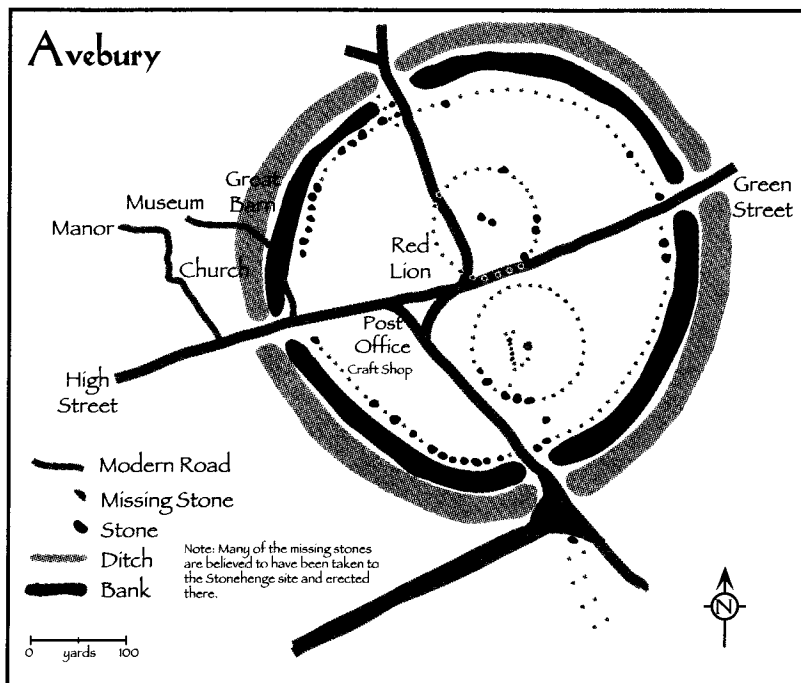 Avebury
Great
Barn
Museum
Manor
Church
Red
Lion
Green
Street
Post
Office
Craft Shop
High
Street
Modern Road
Missing Stone
Stone
Ditch
Bank
Note: Many of the missing stones
are believed to have been taken to
the Stonehenge site and erected
there.
N
0 yards 100